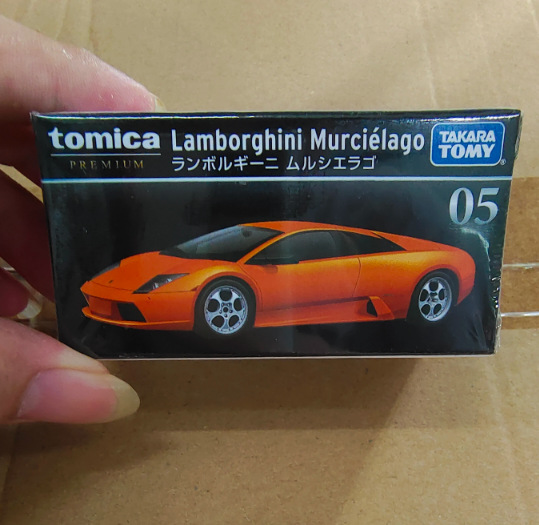 tomica
PREMIUM
Lamborghini Murciélago
ランボルギーニ ムルシエラゴ
TAKARA
TOMY®
05